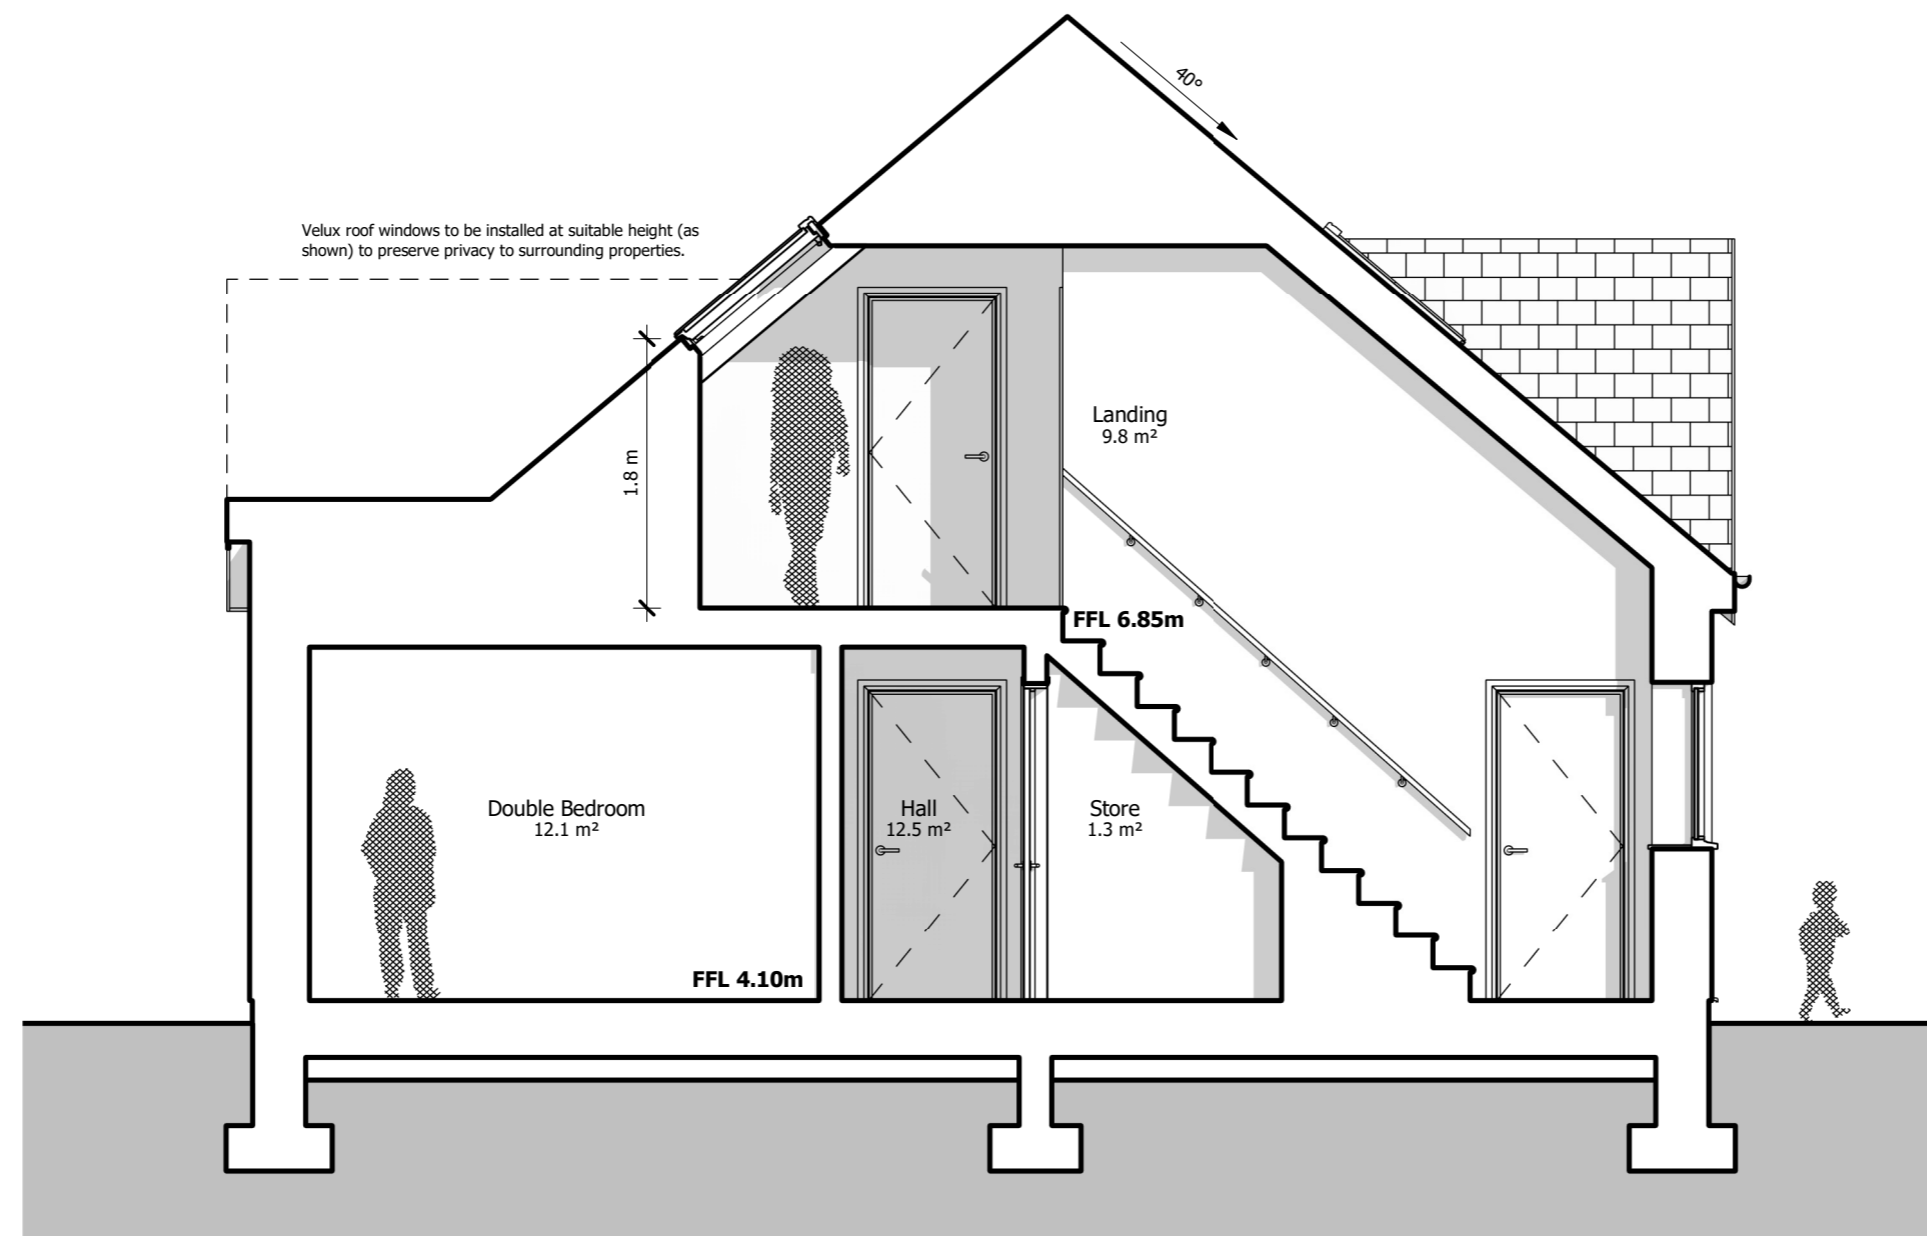 40°
Velux roof windows to be installed at suitable height (as
shown) to preserve privacy to surrounding properties.
Landing
9.8 m²
1.8 m
FFL 6.85m
Double Bedroom
12.1 m²
Hall
12.5 m²
Store
1.3 m²
FFL 4.10m